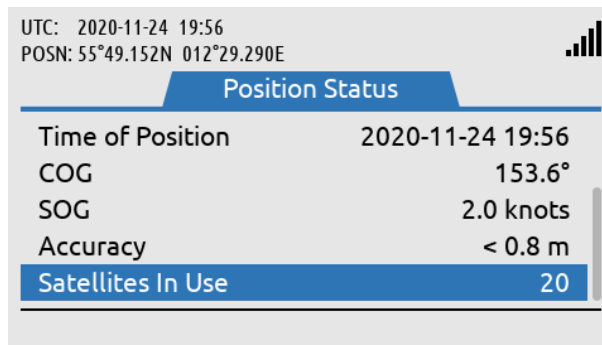 UTC: 2020-11-24 19:56
POSN: 55°49.152N 012°29.290E
Position Status
Time of Position 2020-11-24 19:56
COG 153.6°
SOG 2.0 knots
Accuracy < 0.8 m
Satellites In Use 20